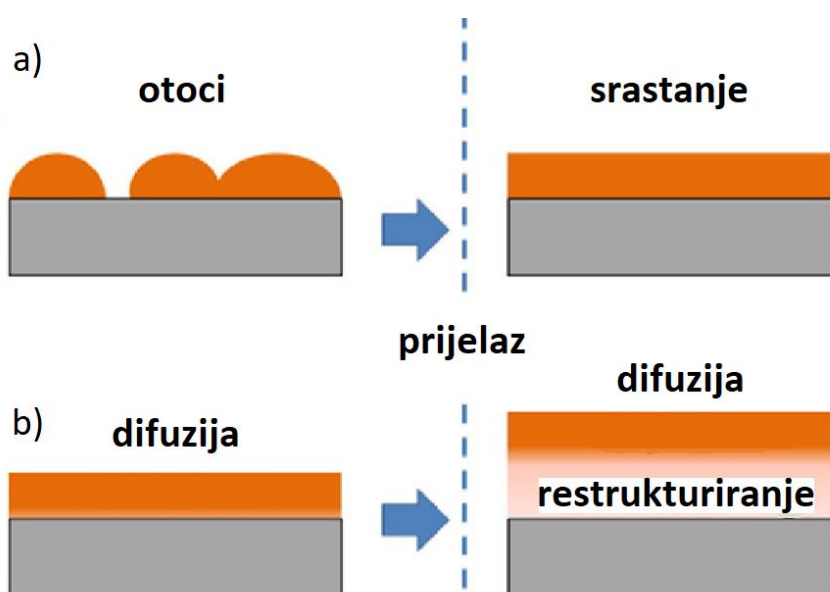 a)
otoci
srastanje
prijelaz
b)
difuzija
difuzija
restrukturiranje